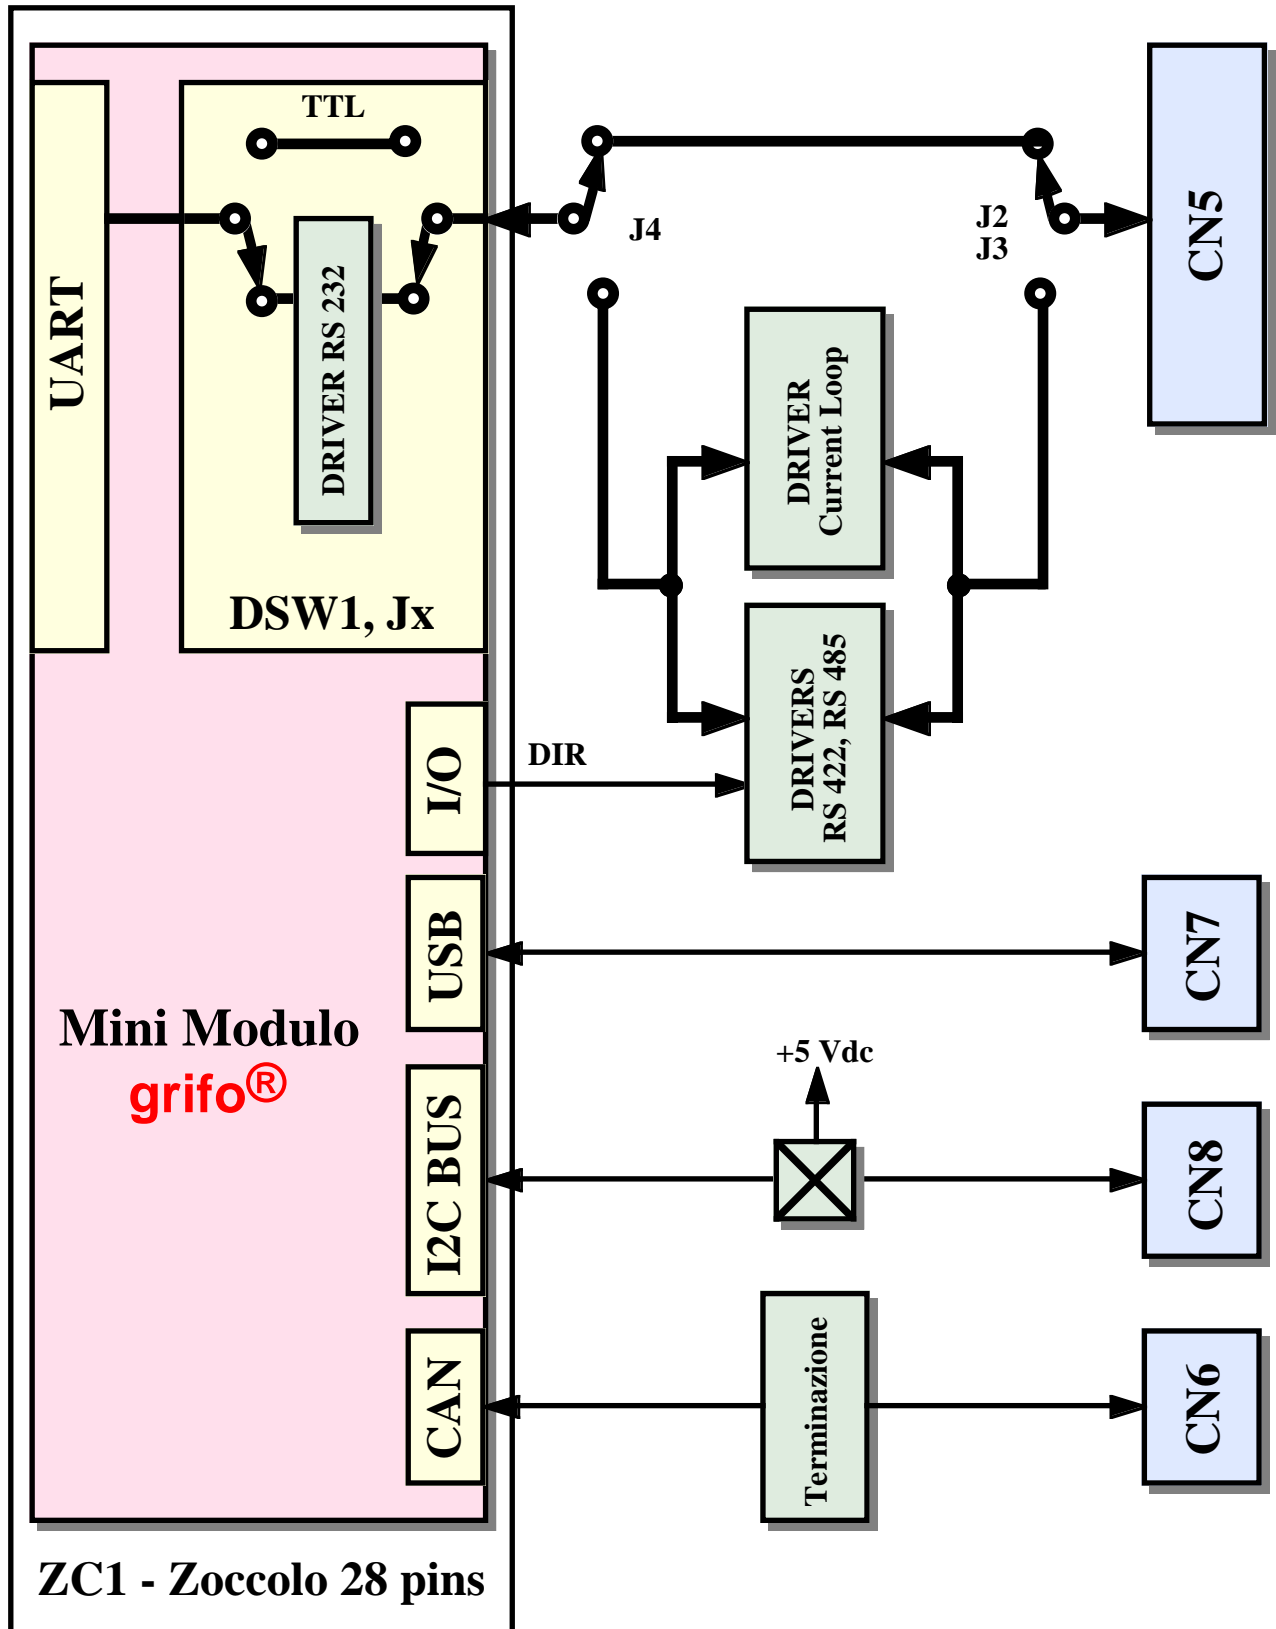 TTL
UART
DRIVER RS 232
DSW1, Jx
J4
J2
J3
CN5
DRIVER
Current Loop
DRIVERS
RS 422, RS 485
I/O
DIR
USB
CN7
Mini Modulo
grifo®
+5 Vdc
I2C BUS
CN8
CAN
Terminazione
CN6
ZC1 - Zoccolo 28 pins